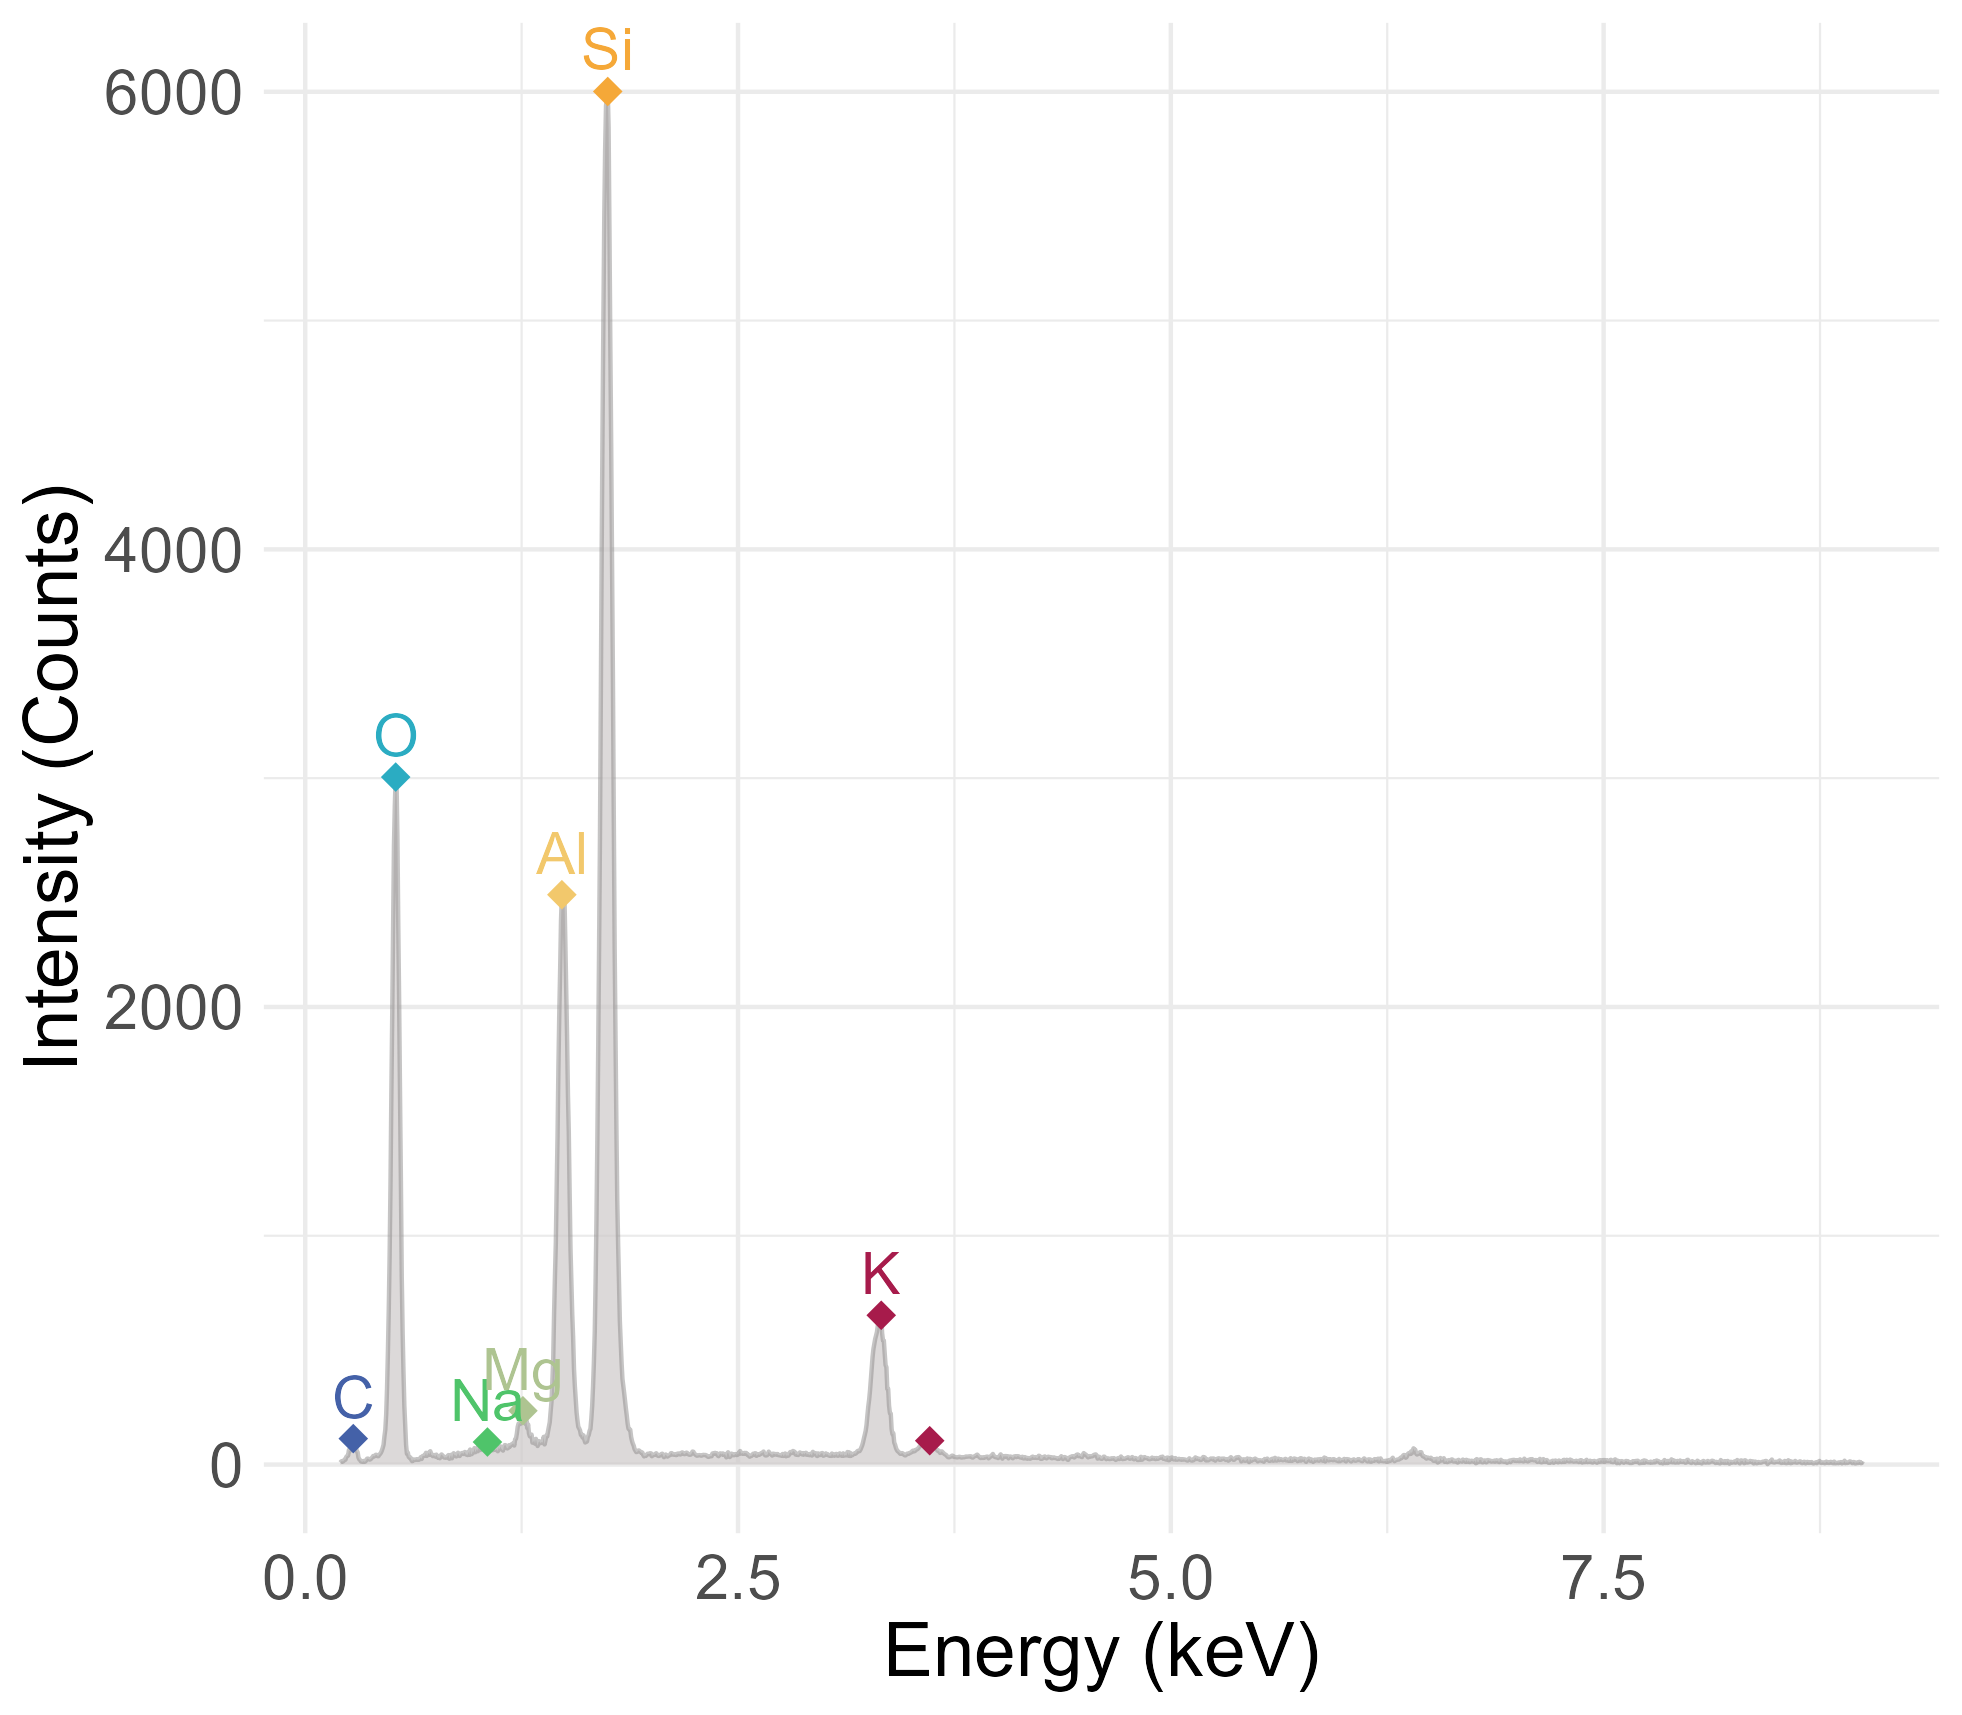 Si
6000
4000
O
Al
2000
K
Mg
Na
C
0
0.0 2.5 5.0 7.5
Energy (keV)
Intensity (Counts)